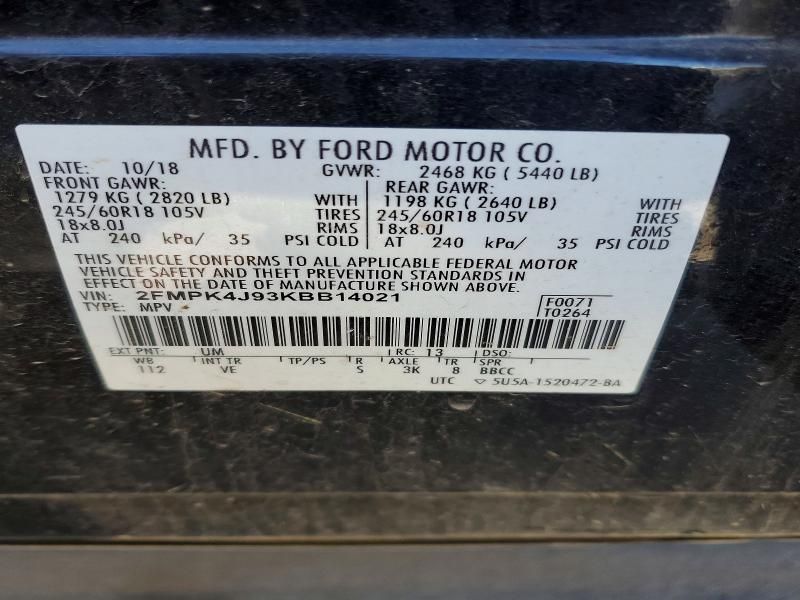 MFD. BY FORD MOTOR CO.
DATE: 10/18 GVWR: 2468 KG ( 5440 LB)
FRONT GAWR: REAR GAWR:
1279 KG ( 2820 LB) WITH 1198 KG ( 2640 LB) WITH
245/60R18 105V TIRES 245/60R18 105V TIRES
18x8.0J RIMS 18x8.0J RIMS
AT 240 kPa/ 35 PSI COLD AT 240 kPa/ 35 PSI COLD
THIS VEHICLE CONFORMS TO ALL APPLICABLE FEDERAL MOTOR
VEHICLE SAFETY AND THEFT PREVENTION STANDARDS IN
EFFECT ON THE DATE OF MANUFACTURE SHOWN ABOVE.
VIN: 2FMPK4J93KBB14021 F0071
TYPE: MPV T0264
EXT PNT: UM RC: 13 DSO:
WB INT TR TP/PS R AXLE TR SPR
112 VE S 3K 8 BBCC
UTC ▽ 5U5A-1520472-BA